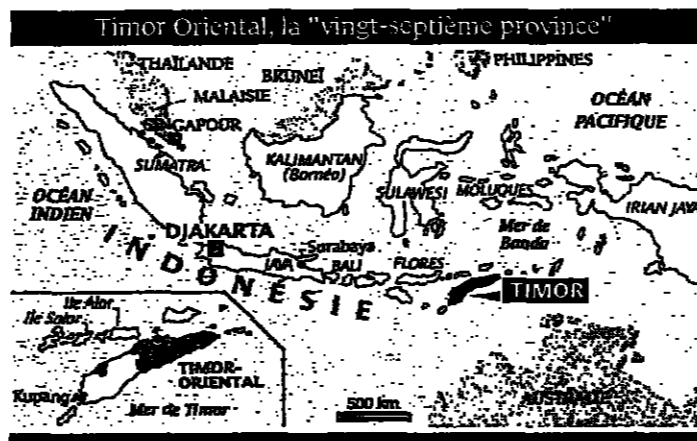 Timor Oriental, la "vingt-septième province"
THAÏLANDE
BRUNEÏ
PHILIPPINES
MALAISIE
SINGAPOUR
OCÉAN
PACIFIQUE
SUMATRA
KALIMANTAN
(Bornéo)
SULAWESI
MOLUQUES
IRIAN JAYA
OCÉAN
INDIEN
DJAKARTA
Mer de
Banda
Surabaya
JAVA
BALI
FLORES
INDONÉSIE
TIMOR
Ile Alor
Ile Solor
TIMOR-
ORIENTAL
Kupang
Mer de Timor
500 km
AUSTRALIE